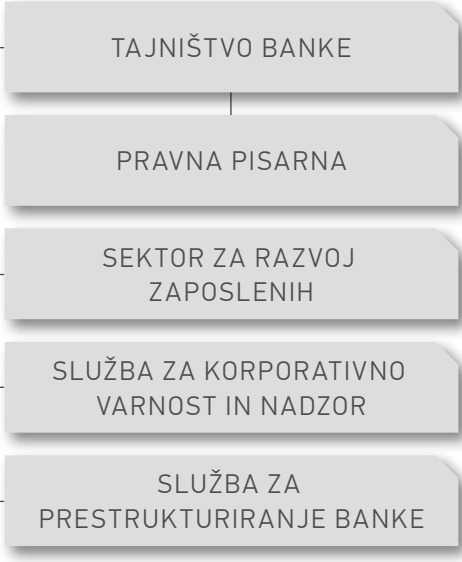 TAJNIŠTVO BANKE
PRAVNA PISARNA
SEKTOR ZA RAZVOJ
ZAPOSLENIH
SLUŽBA ZA KORPORATIVNO
VARNOST IN NADZOR
SLUŽBA ZA
PRESTRUKTURIRANJE BANKE